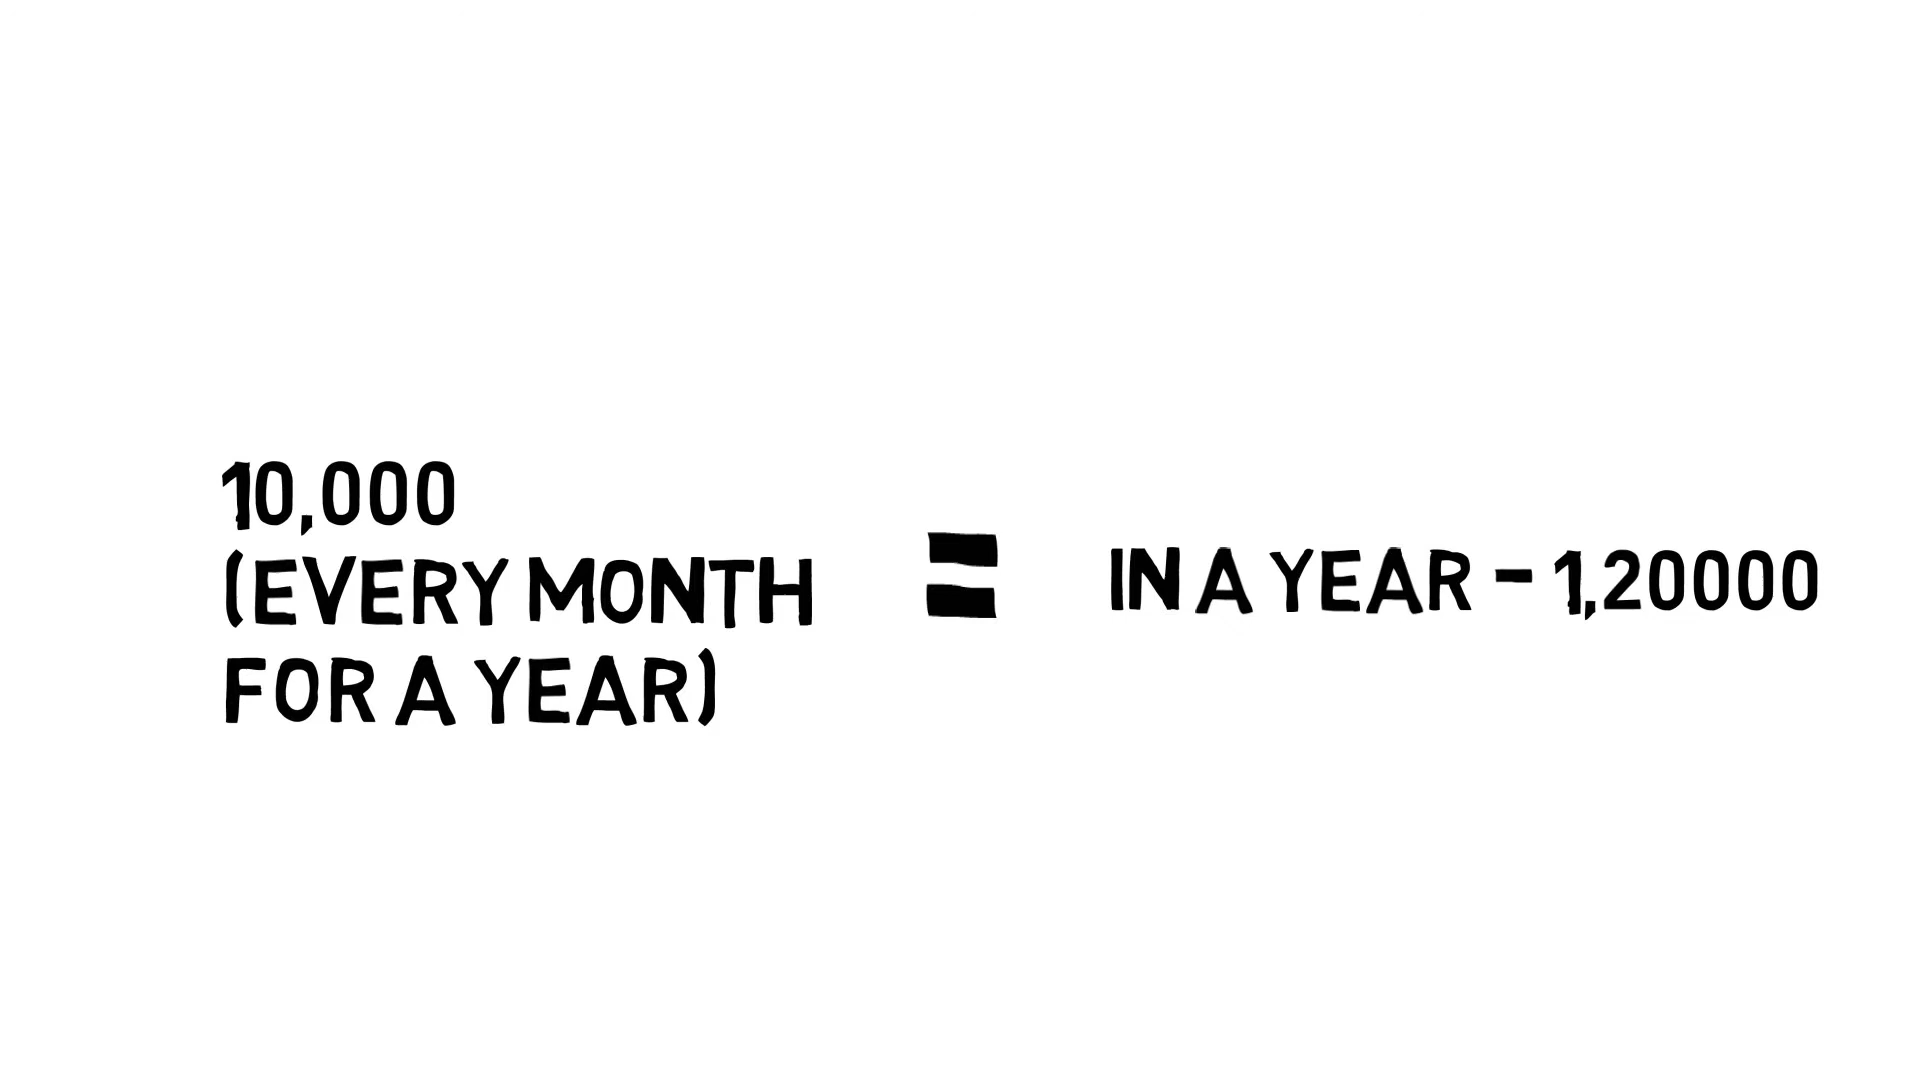 10,000
(EVERY MONTH
FOR A YEAR)
=
IN A YEAR - 1,20000